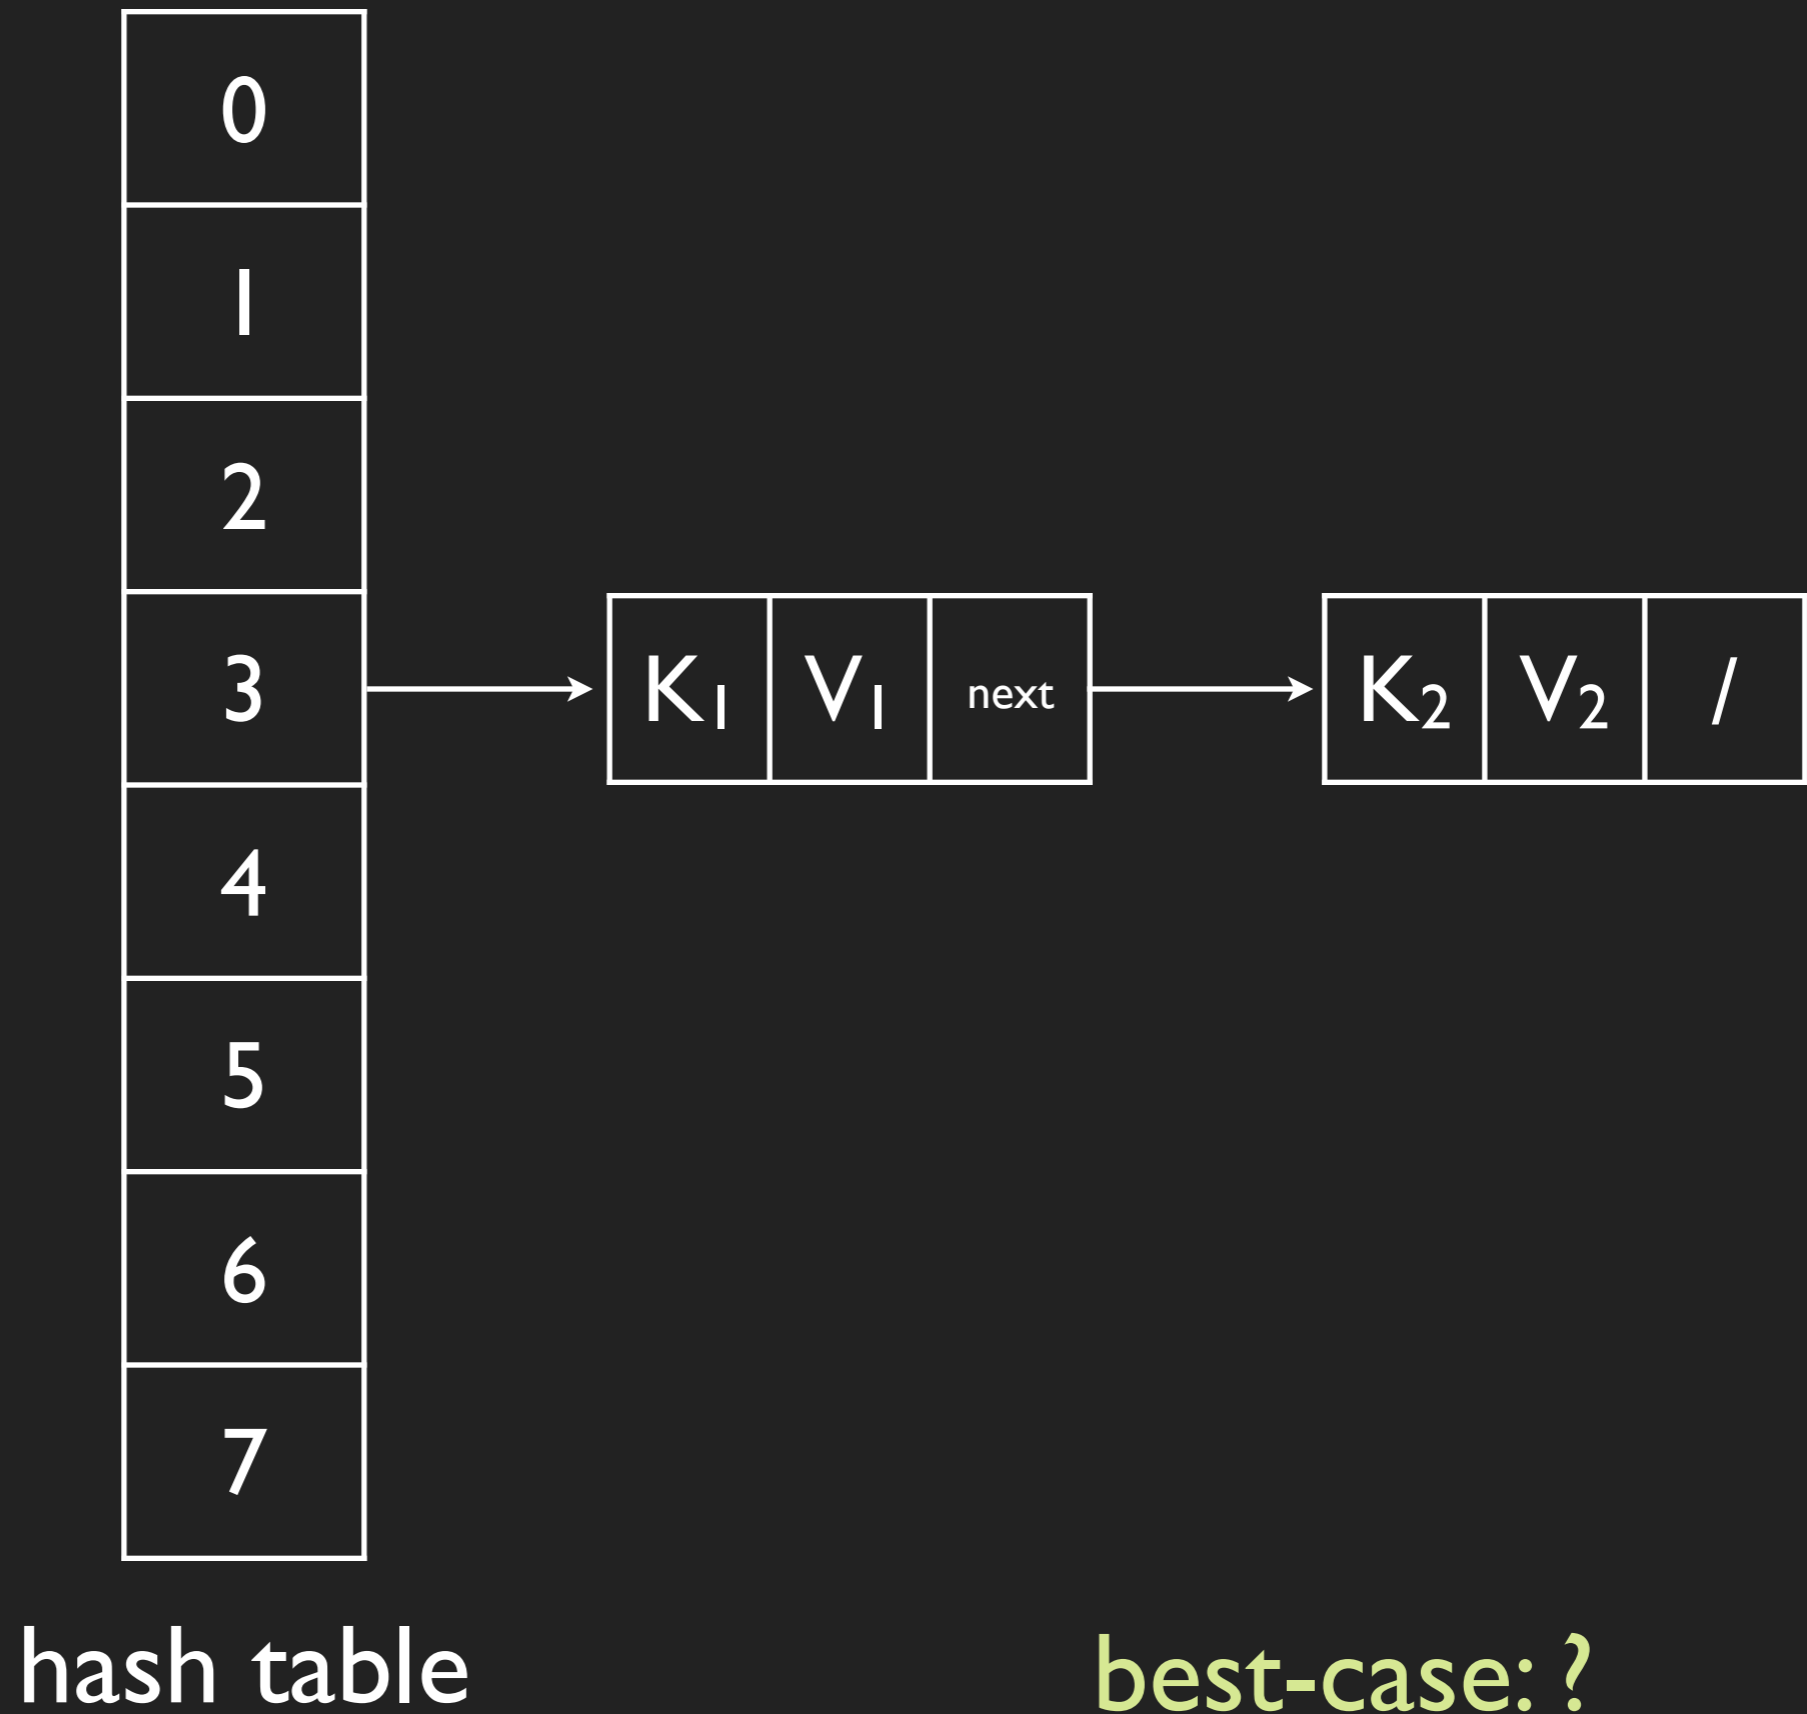 0
1
2
3
K₁ V₁ next
K₂ V₂ /
4
5
6
7
hash table
best-case: ?